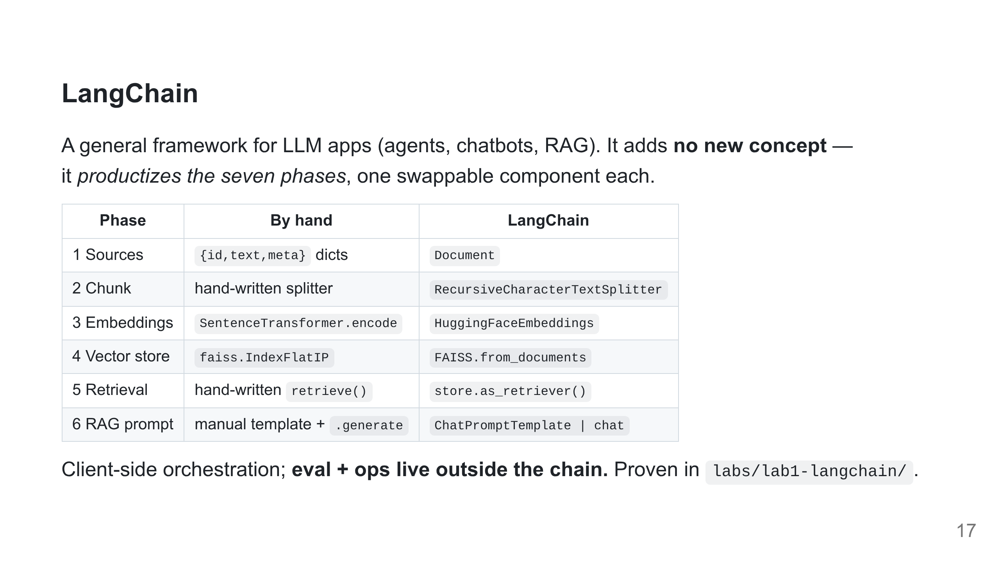 LangChain
A general framework for LLM apps (agents, chatbots, RAG). It adds no new concept —
it productizes the seven phases, one swappable component each.
Phase By hand LangChain
1 Sources {id,text,meta} dicts Document
2 Chunk hand-written splitter RecursiveCharacterTextSplitter
3 Embeddings SentenceTransformer.encode HuggingFaceEmbeddings
4 Vector store faiss.IndexFlatIP FAISS.from_documents
5 Retrieval hand-written retrieve() store.as_retriever()
6 RAG prompt manual template + .generate ChatPromptTemplate | chat
Client-side orchestration; eval + ops live outside the chain. Proven in labs/lab1-langchain/ .
17